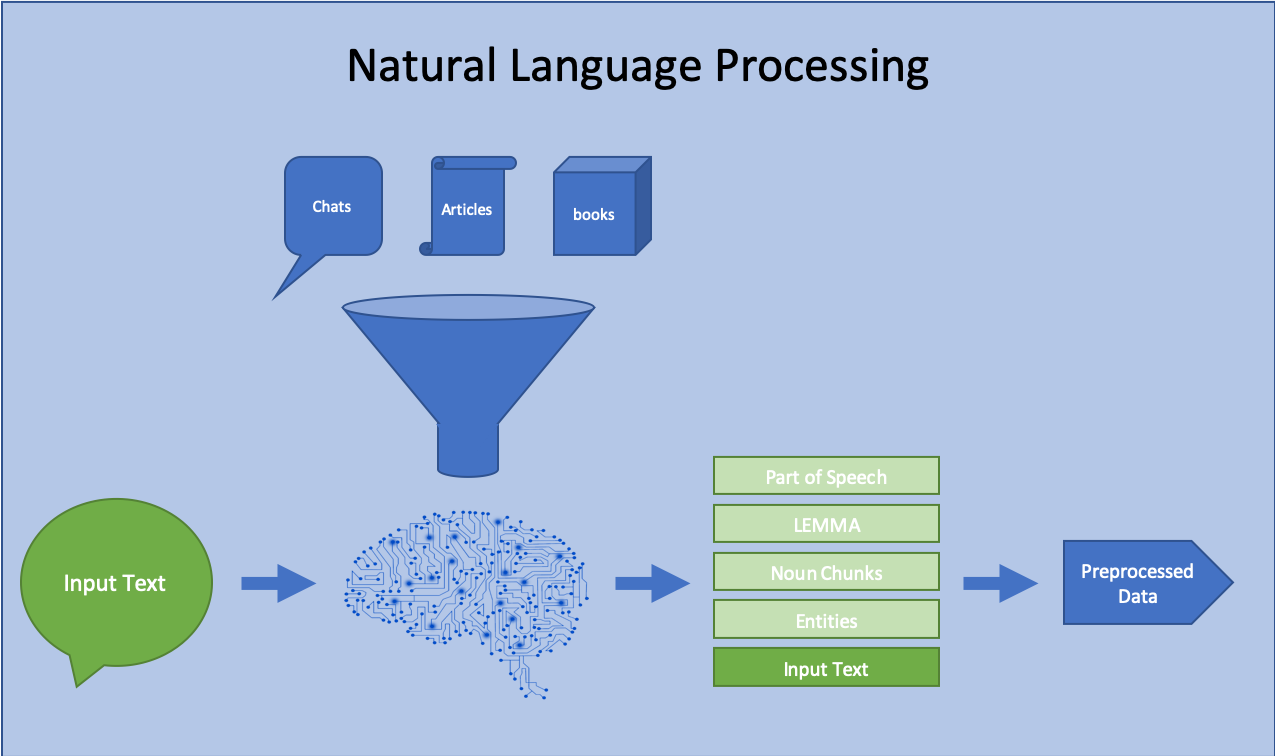 Natural Language Processing
Chats
Articles
books
Part of Speech
LEMMA
Noun Chunks
Entities
Input Text
Input Text
Preprocessed
Data